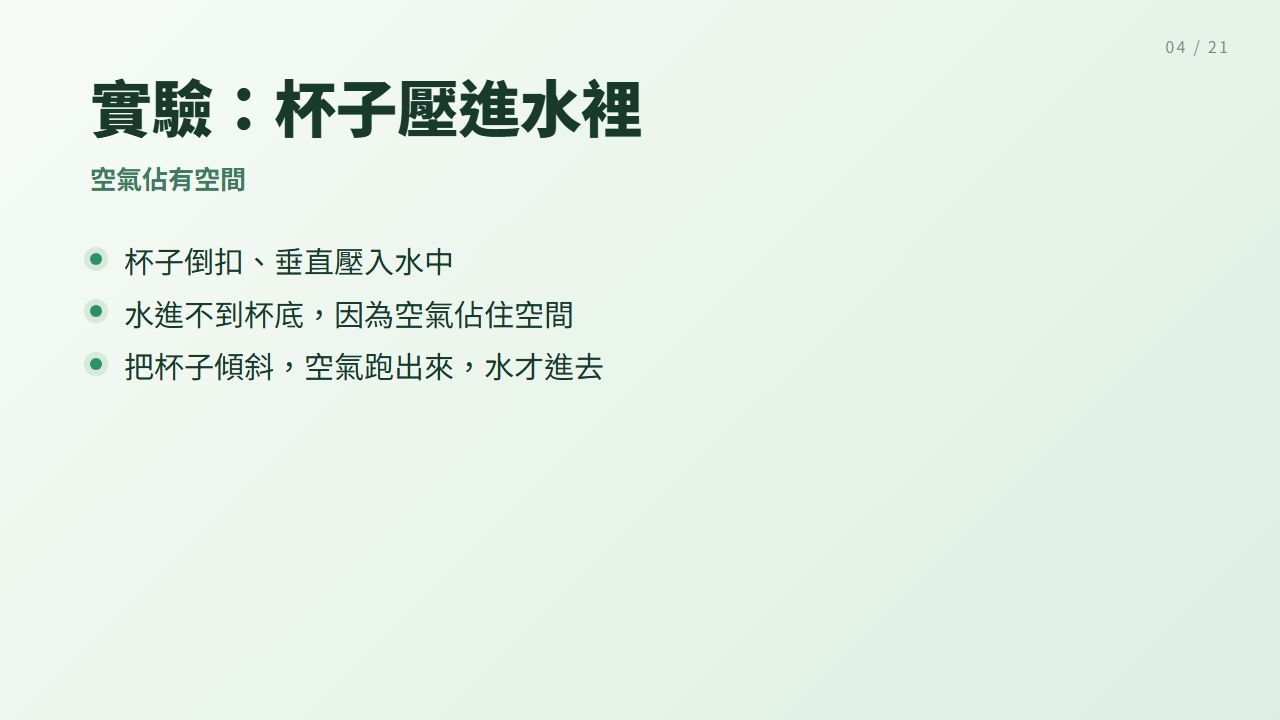 04 / 21
實驗：杯子壓進水裡
空氣佔有空間
杯子倒扣、垂直壓入水中
水進不到杯底，因為空氣佔住空間
把杯子傾斜，空氣跑出來，水才進去